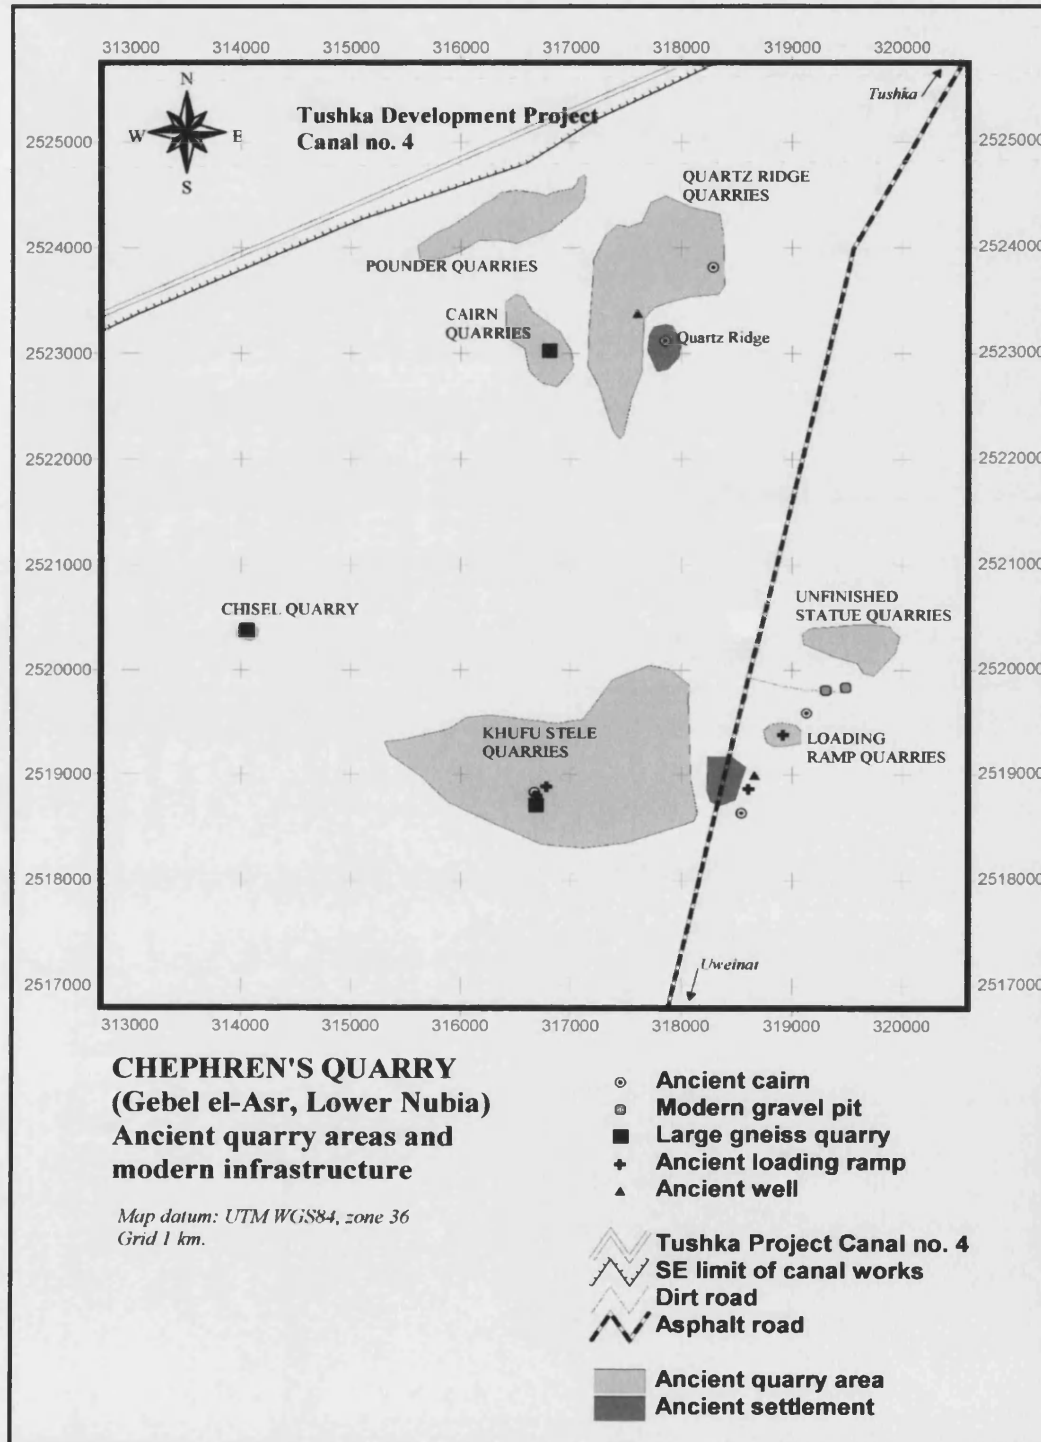 313000 314000 315000 316000 317000 318000 319000 320000
Tushka
N
W E
S
Tushka Development Project
Canal no. 4
2525000 2525000
QUARTZ RIDGE
QUARRIES
2524000 2524000
POUNDER QUARRIES
CAIRN
QUARRIES
Quartz Ridge
2523000 2523000
2522000 2522000
2521000 2521000
CHISEL QUARRY
UNFINISHED
STATUE QUARRIES
2520000 2520000
KHUFU STELE
QUARRIES
LOADING
RAMP QUARRIES
2519000 2519000
2518000 2518000
Uweinat
2517000 2517000
313000 314000 315000 316000 317000 318000 319000 320000
CHEPHREN'S QUARRY
(Gebel el-Asr, Lower Nubia)
Ancient quarry areas and
modern infrastructure
Map datum: UTM WGS84, zone 36
Grid 1 km.
Ancient cairn
Modern gravel pit
Large gneiss quarry
Ancient loading ramp
Ancient well
Tushka Project Canal no. 4
SE limit of canal works
Dirt road
Asphalt road
Ancient quarry area
Ancient settlement